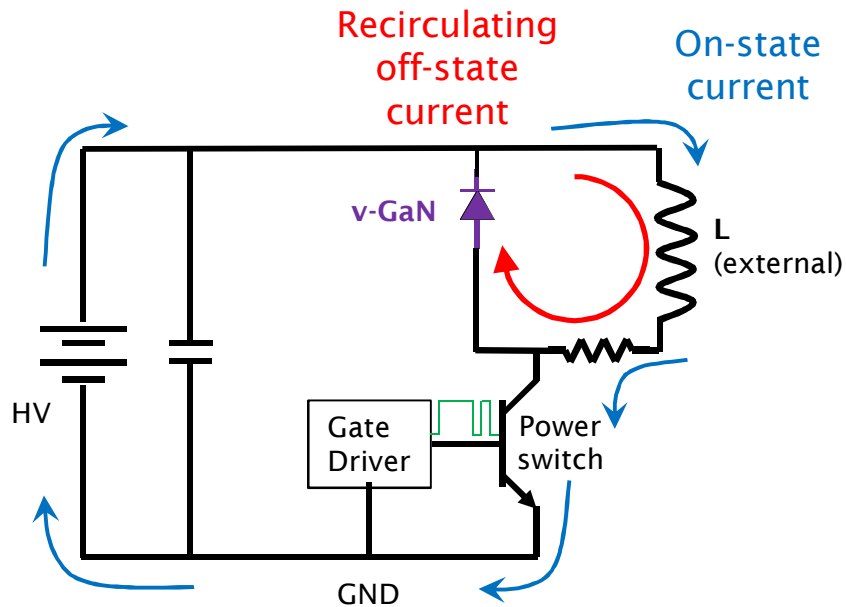 Recirculating
off-state
current
On-state
current
v-GaN
L
(external)
HV
Gate
Driver
Power
switch
GND